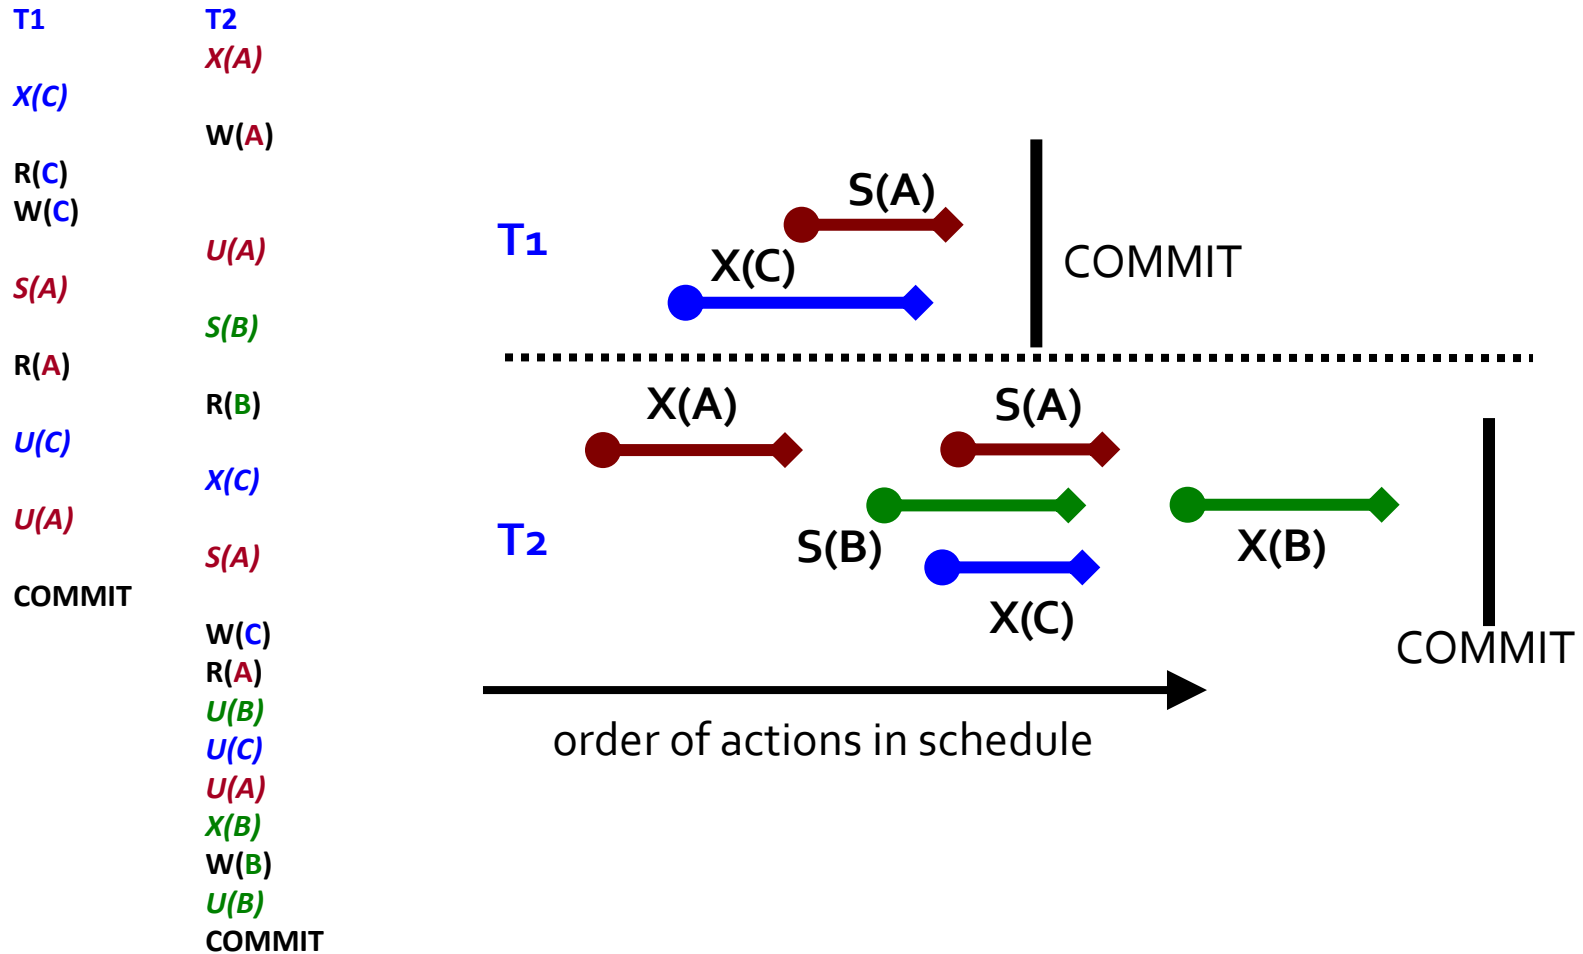 T1 T2
X(A)
X(C)
W(A)
R(C)
W(C)
U(A)
S(A)
S(B)
R(A)
R(B)
U(C)
X(C)
U(A)
S(A)
COMMIT
W(C)
R(A)
U(B)
U(C)
U(A)
X(B)
W(B)
U(B)
COMMIT
S(A)
T1
X(C)
COMMIT
X(A) S(A)
T2
S(B) X(B)
X(C)
COMMIT
order of actions in schedule